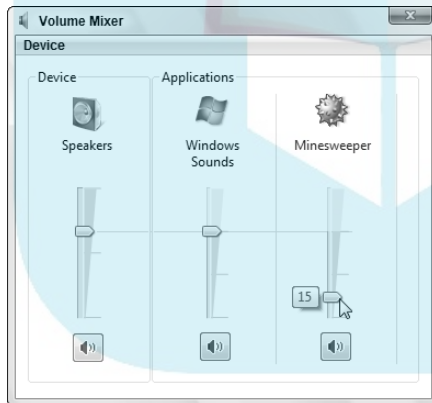 Volume Mixer
Device
Device
Applications
Speakers
Windows
Sounds
Minesweeper
15